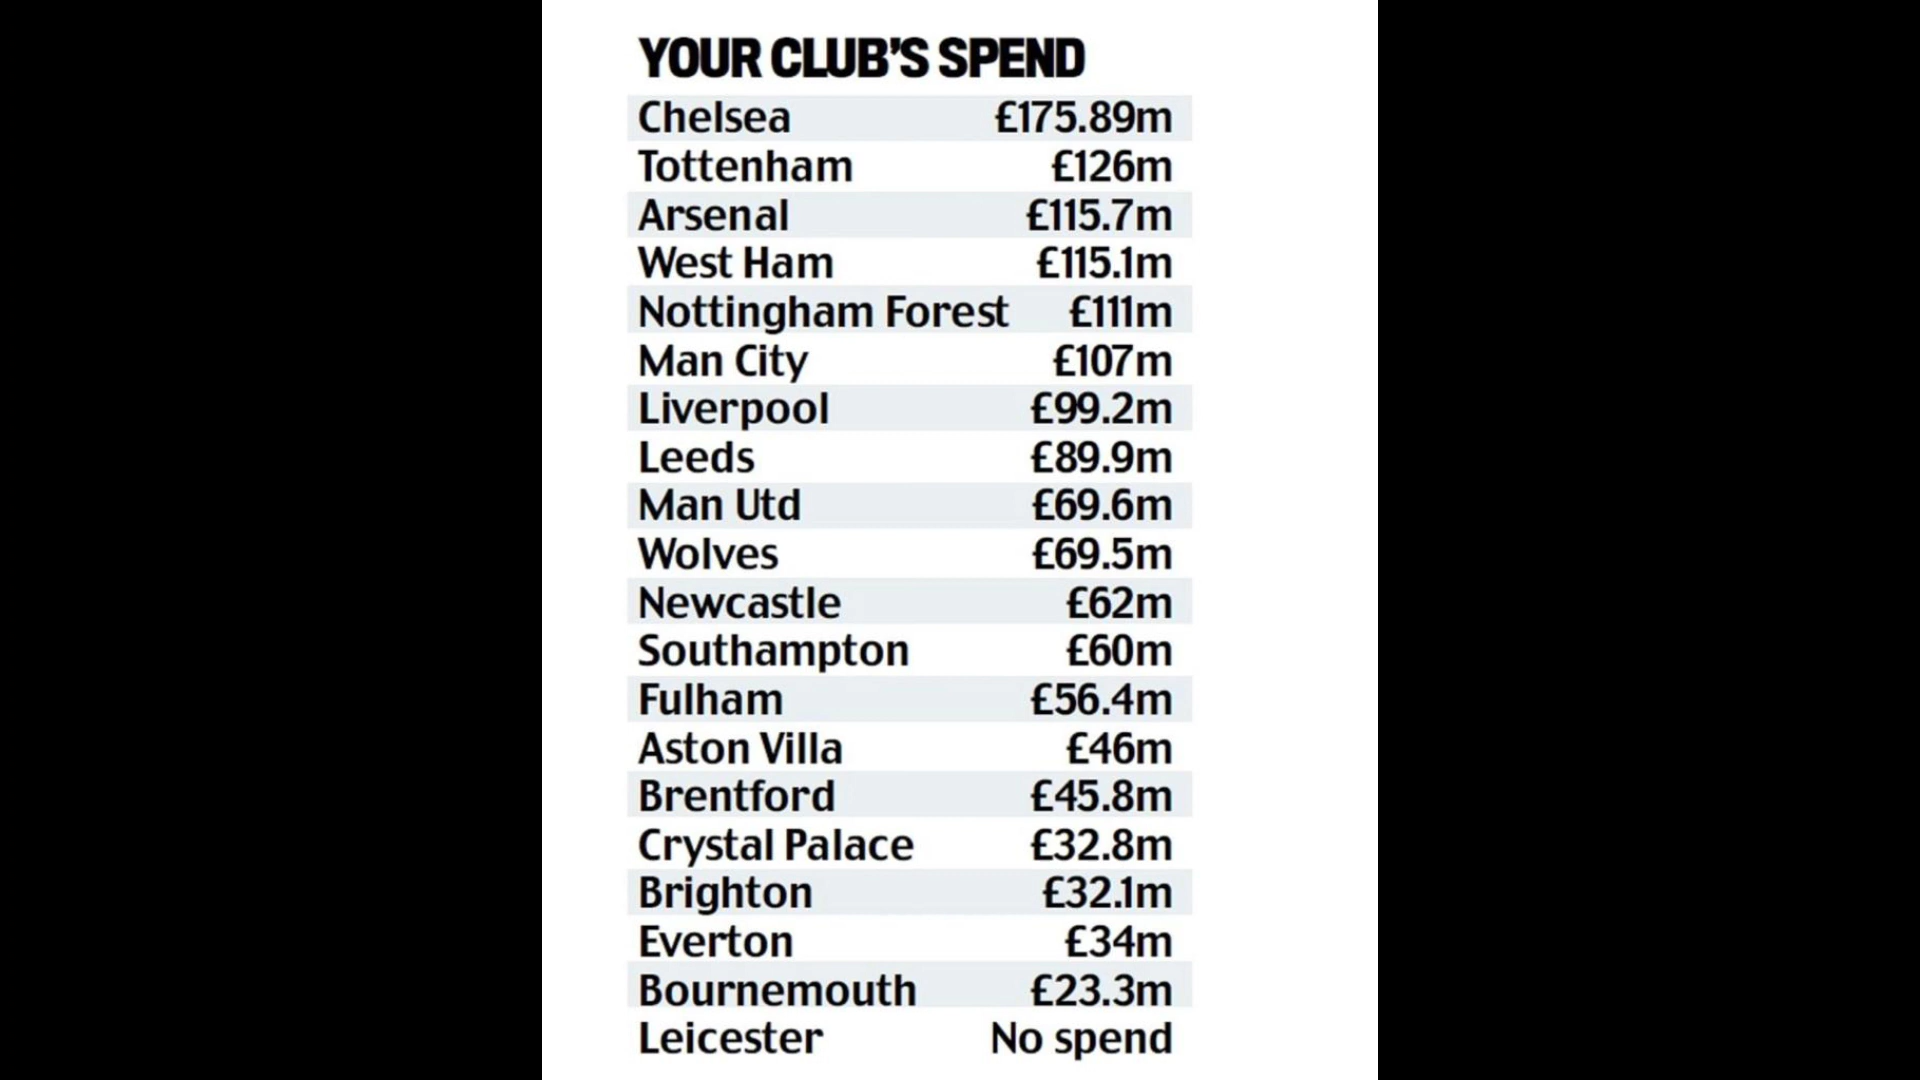 YOUR CLUB'S SPEND
Chelsea £175.89m
Tottenham £126m
Arsenal £115.7m
West Ham £115.1m
Nottingham Forest £111m
Man City £107m
Liverpool £99.2m
Leeds £89.9m
Man Utd £69.6m
Wolves £69.5m
Newcastle £62m
Southampton £60m
Fulham £56.4m
Aston Villa £46m
Brentford £45.8m
Crystal Palace £32.8m
Brighton £32.1m
Everton £34m
Bournemouth £23.3m
Leicester No spend